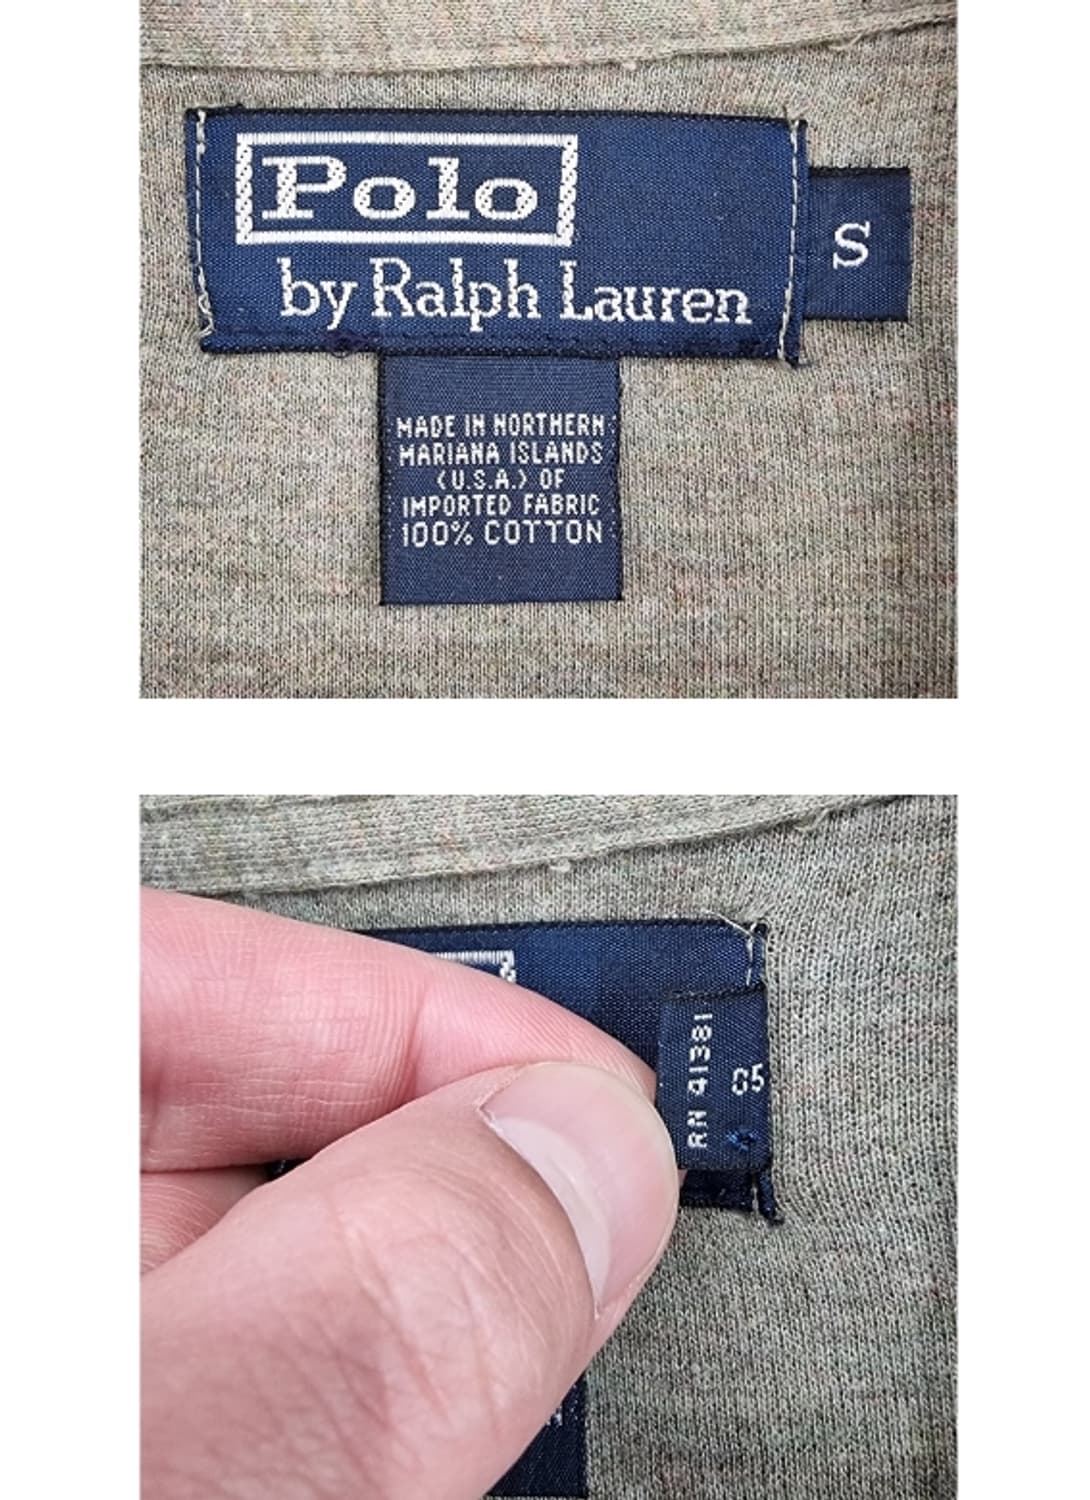 Polo
by Ralph Lauren
S
MADE IN NORTHERN
MARIANA ISLANDS
(U.S.A.) OF
IMPORTED FABRIC
100% COTTON
RN 41381
05